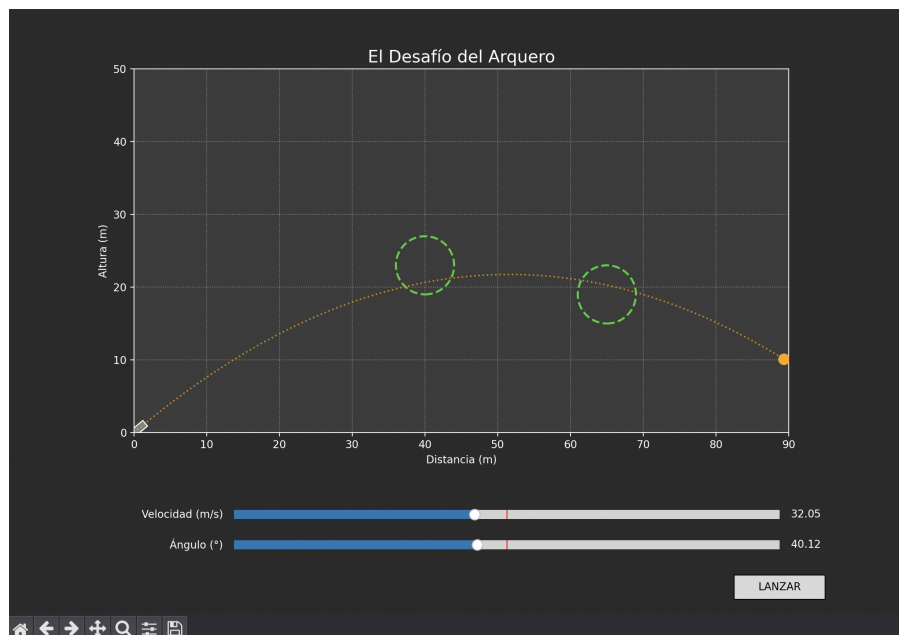 El Desafío del Arquero
50
40
30
20
10
0
Altura (m)
0 10 20 30 40 50 60 70 80 90
Distancia (m)
Velocidad (m/s) 32.05
Ángulo (°) 40.12
LANZAR